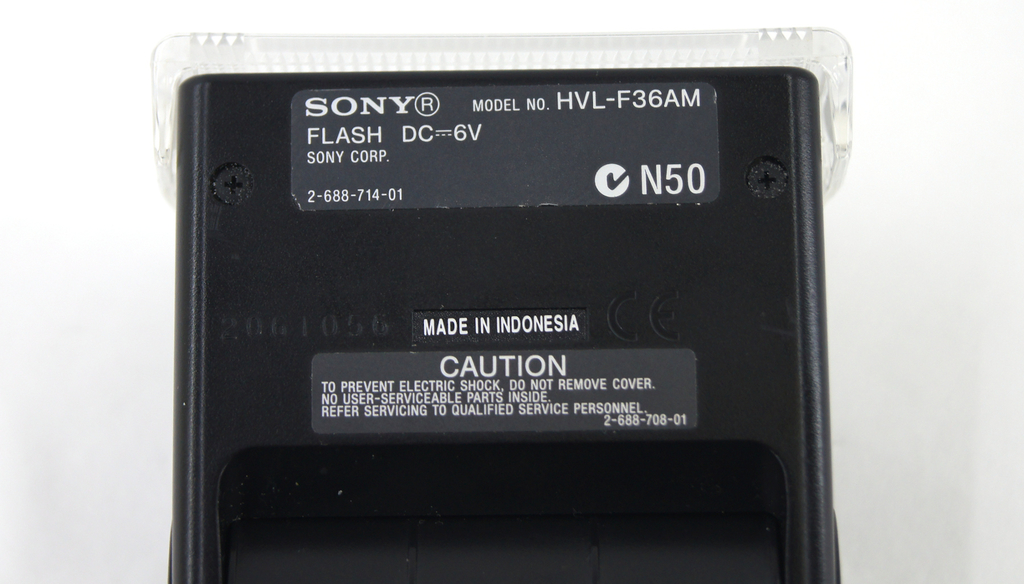 SONY® MODEL NO. HVL-F36AM
FLASH DC⎓6V
SONY CORP.
2-688-714-01 N50
2061056
MADE IN INDONESIA CE
CAUTION
TO PREVENT ELECTRIC SHOCK, DO NOT REMOVE COVER.
NO USER-SERVICEABLE PARTS INSIDE.
REFER SERVICING TO QUALIFIED SERVICE PERSONNEL.
2-688-708-01